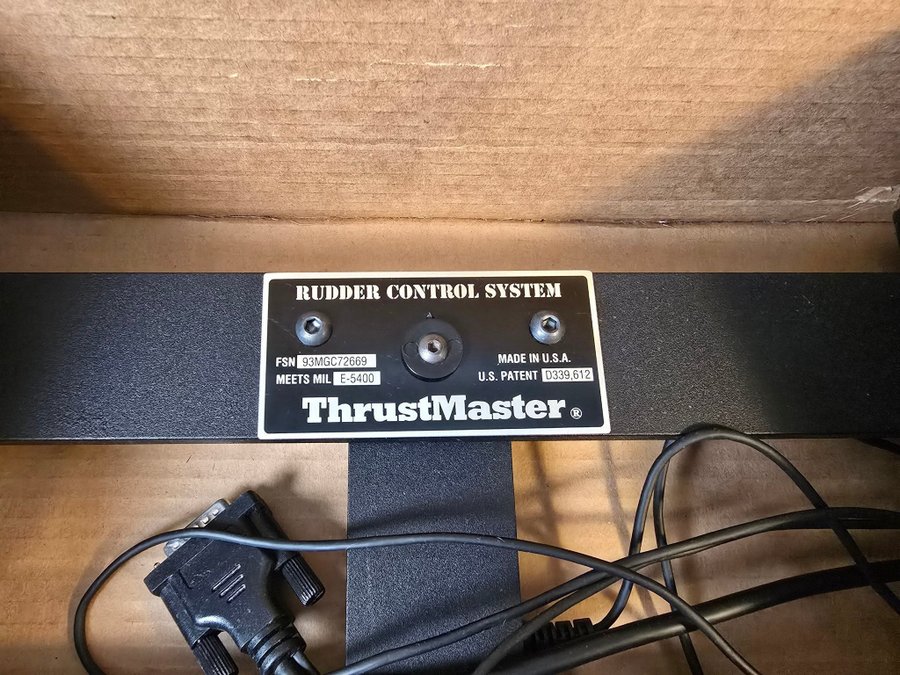 RUDDER CONTROL SYSTEM
FSN 93MGC72669
MEETS MIL E-5400
MADE IN U.S.A.
U.S. PATENT D339,612
ThrustMaster ®